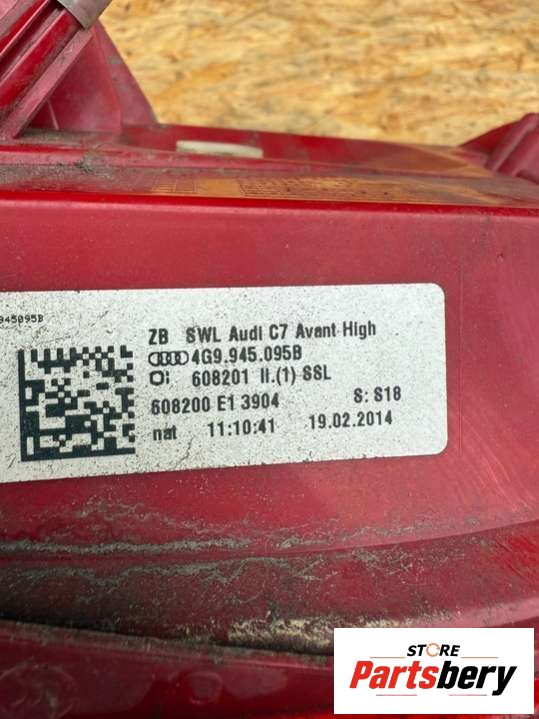 945095B
ZB SWL Audi C7 Avant High
4G9.945.095B
608201 II.(1) SSL
608200 E1 3904 S: S18
nat 11:10:41 19.02.2014
STORE
Partsbery